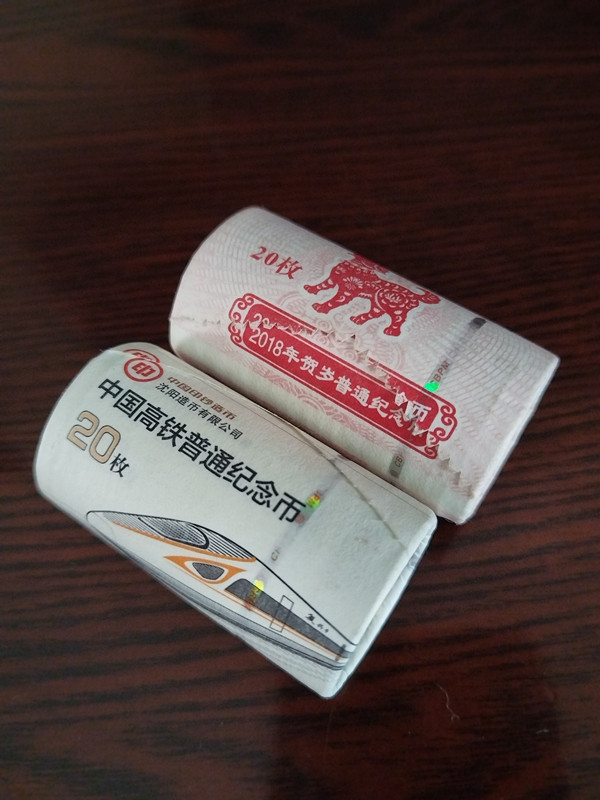 20枚
2018年贺岁普通纪念币
中国印钞造币
沈阳造币有限公司
中国高铁普通纪念币
20枚